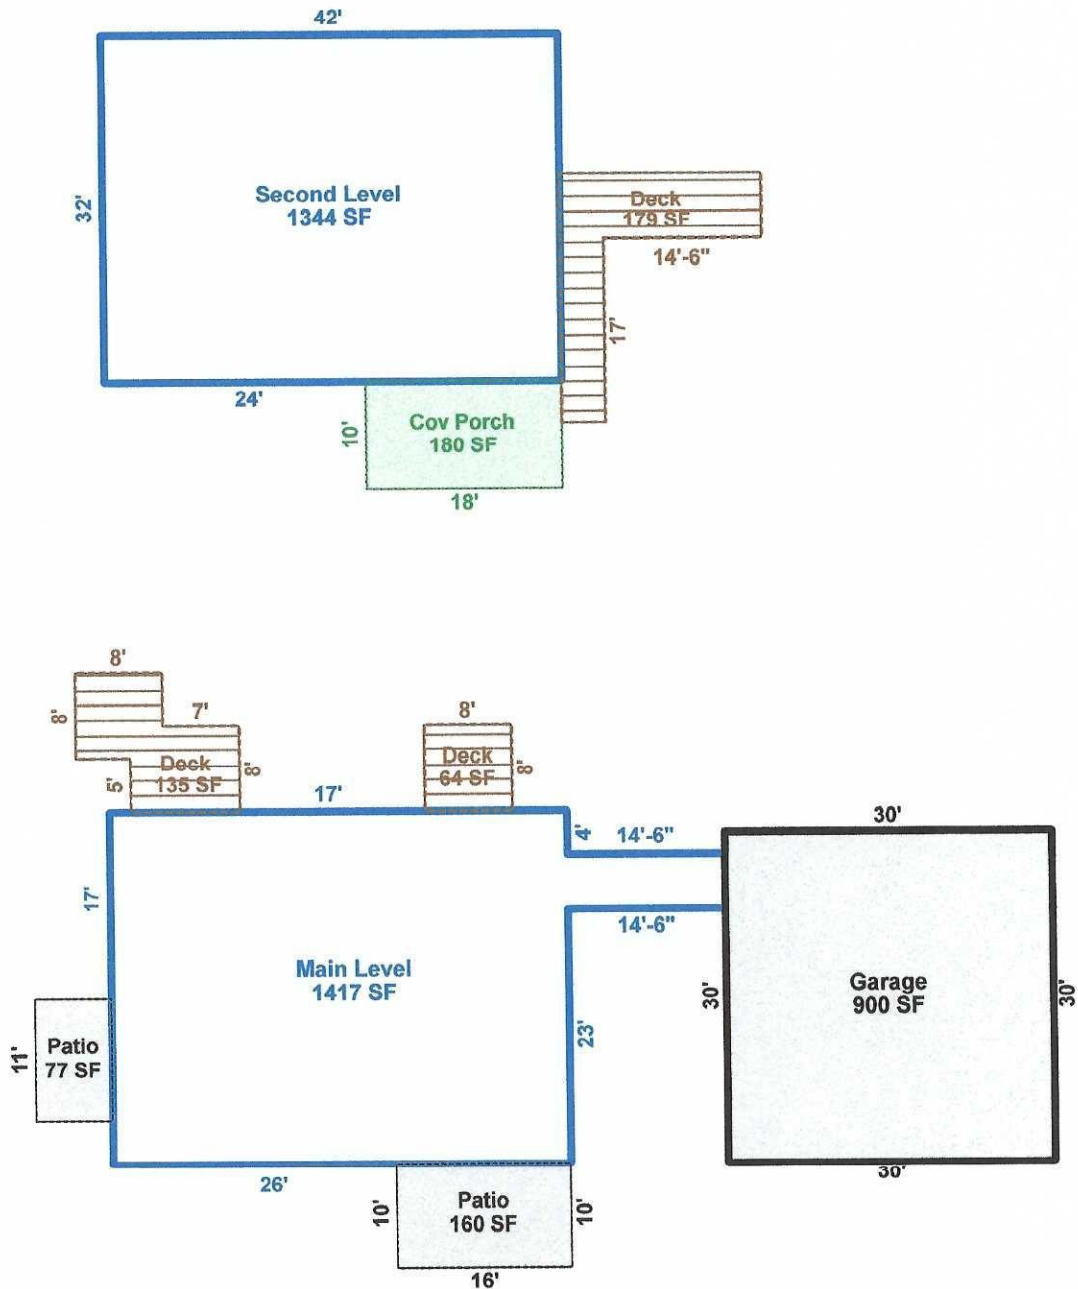 42'
32'
Second Level
1344 SF
Deck
179 SF
14'-6"
17'
24'
10'
Cov Porch
180 SF
18'
8'
8'
7'
8'
Deck
135 SF
8'
5'
8'
Deck
64 SF
17'
4'
14'-6"
30'
17'
14'-6"
Main Level
1417 SF
23'
30'
Garage
900 SF
30'
11'
Patio
77 SF
26'
30'
10'
Patio
160 SF
10'
16'